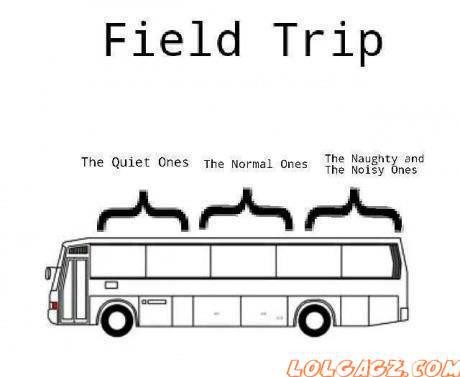 Field Trip
The Quiet Ones
The Normal Ones
The Naughty and
The Noisy Ones
LOLGAGZ.COM